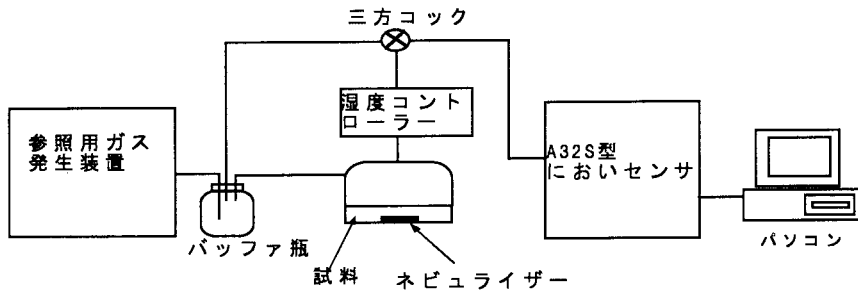 三方コック
湿度コント
ローラー
参照用ガス
発生装置
A32S型
においセンサ
バッファ瓶
試料
ネビュライザー
パソコン